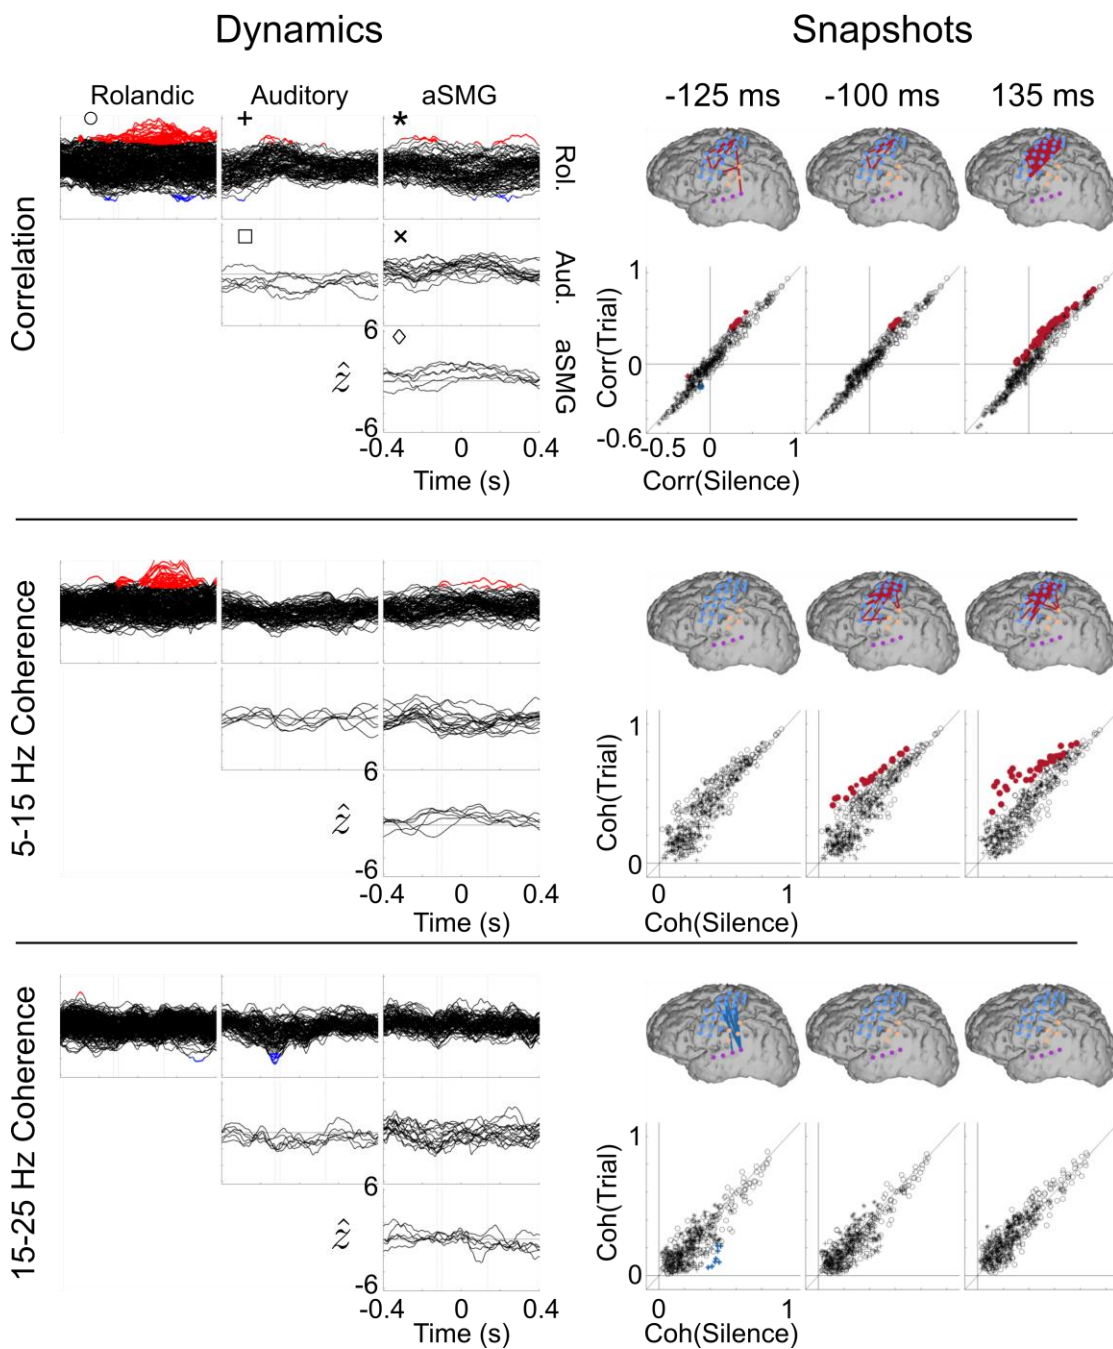 Dynamics
Snapshots
Rolandic
Auditory
aSMG
-125 ms
-100 ms
135 ms
Correlation
Rol.
Aud.
aSMG
6
ẑ
-6
-0.4
0
0.4
Time (s)
1
Corr(Trial)
0
-0.6
-0.5
0
1
Corr(Silence)
5-15 Hz Coherence
6
ẑ
-6
-0.4
0
0.4
Time (s)
1
Coh(Trial)
0
0
1
Coh(Silence)
15-25 Hz Coherence
6
ẑ
-6
-0.4
0
0.4
Time (s)
1
Coh(Trial)
0
0
1
Coh(Silence)